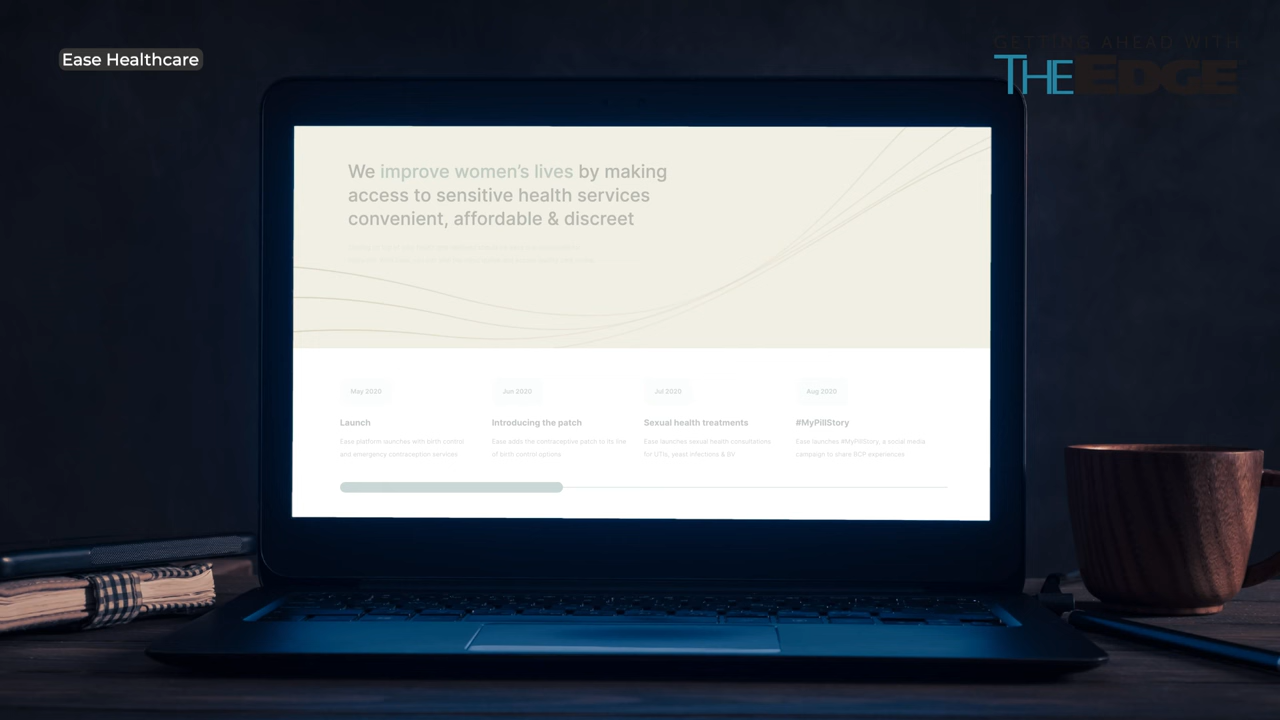 Ease Healthcare
GETTING AHEAD WITH
THE EDGE
We improve women's lives by making
access to sensitive health services
convenient, affordable & discreet
May 2020
Jun 2020
Jul 2020
Aug 2020
Launch
Introducing the patch
Sexual health treatments
#MyPillStory
Ease platform launches with birth control
and emergency contraception services
Ease adds the contraceptive patch to its line
of birth control options
Ease launches sexual health consultations
for UTIs, yeast infections & BV
Ease launches #MyPillStory, a social media
campaign to share BCP experiences